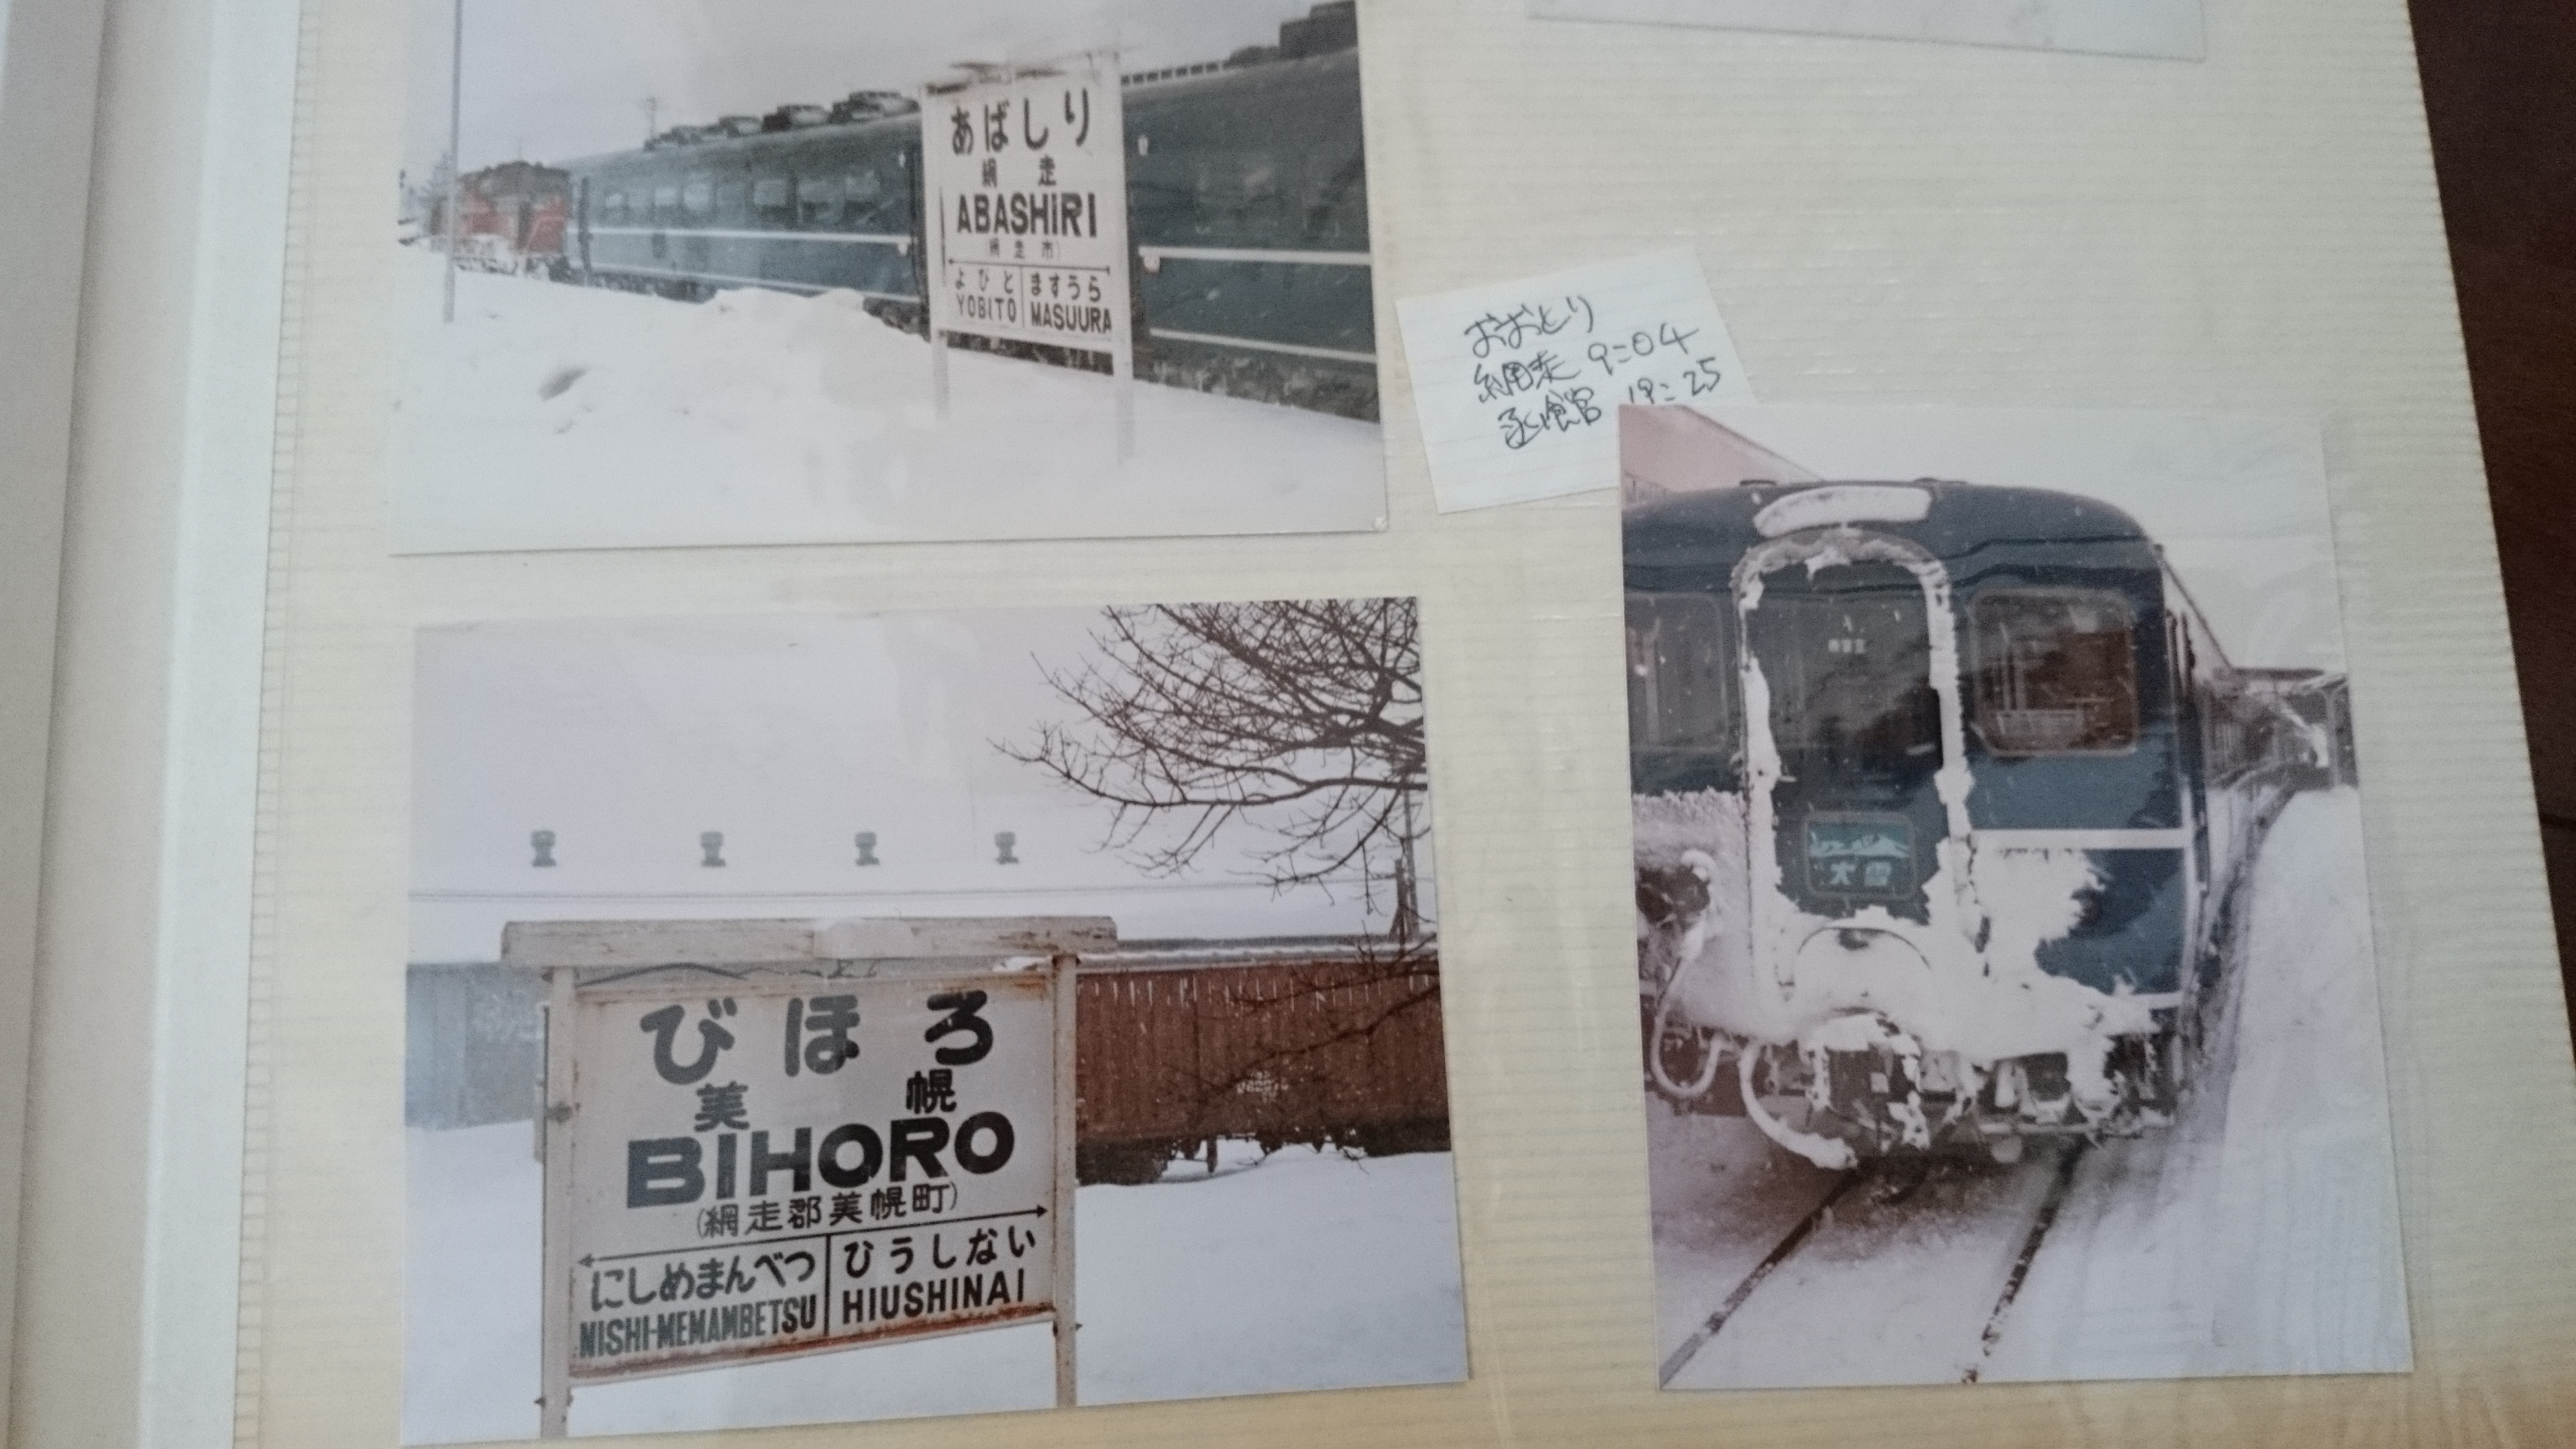 あばしり
網走
ABASHIRI
(網走市)
よびと ますうら
YOBITO MASUURA
おおとり
網走 9:04
函館 19:25
大雪
びほろ
美幌
BIHORO
(網走郡美幌町)
にしめまんべつ ひうしない
NISHI-MEMAMBETSU HIUSHINAI